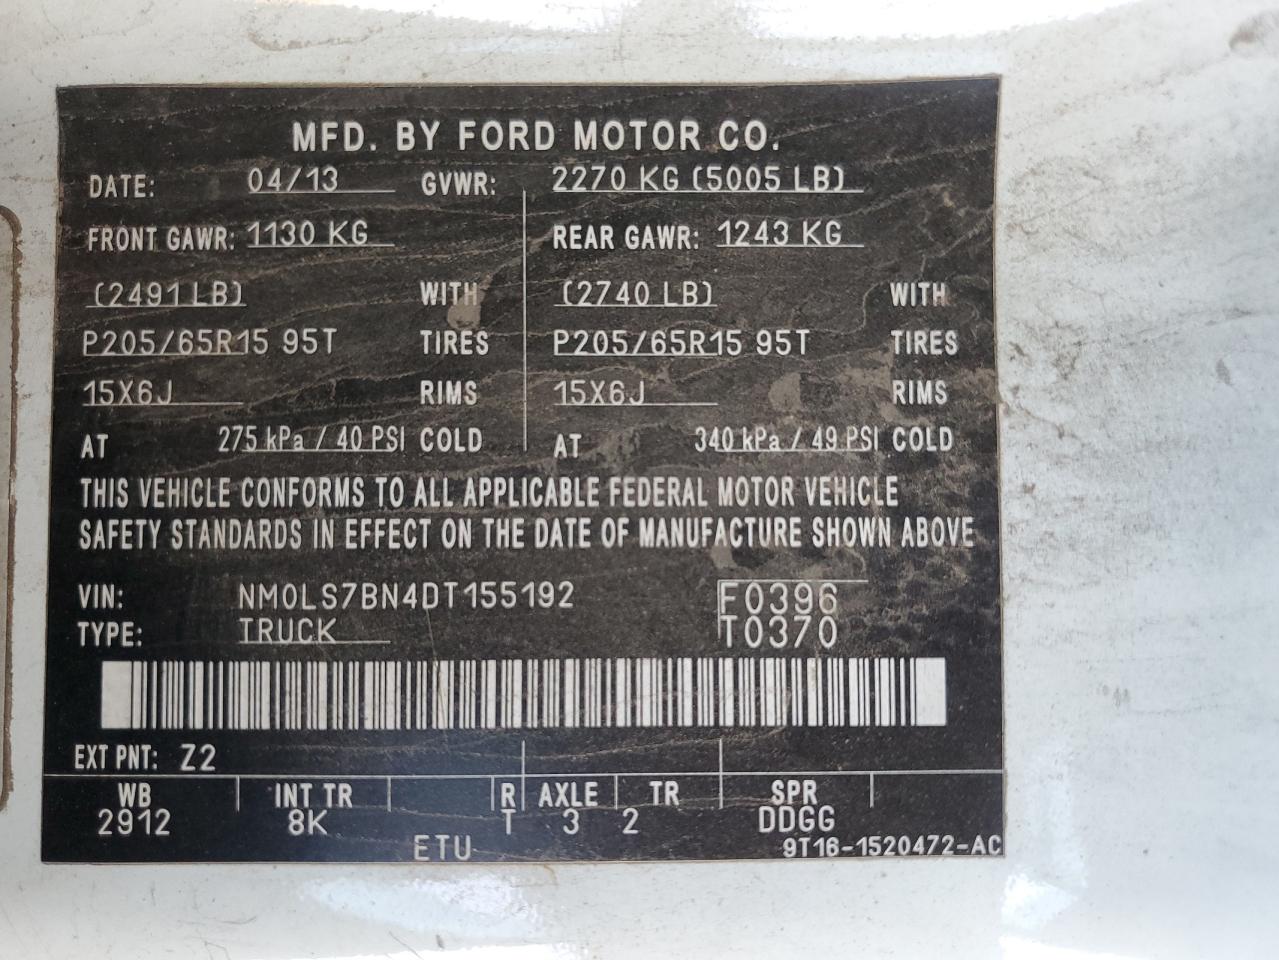 MFD. BY FORD MOTOR CO.
DATE: 04/13 GVWR: 2270 KG (5005 LB)
FRONT GAWR: 1130 KG REAR GAWR: 1243 KG
(2491 LB) WITH (2740 LB) WITH
P205/65R15 95T TIRES P205/65R15 95T TIRES
15X6J RIMS 15X6J RIMS
AT 275 kPa / 40 PSI COLD AT 340 kPa / 49 PSI COLD
THIS VEHICLE CONFORMS TO ALL APPLICABLE FEDERAL MOTOR VEHICLE
SAFETY STANDARDS IN EFFECT ON THE DATE OF MANUFACTURE SHOWN ABOVE
VIN: NM0LS7BN4DT155192 F0396
TYPE: TRUCK T0370
EXT PNT: Z2
WB INT TR R AXLE TR SPR
2912 8K T 3 2 DDGG
ETU 9T16-1520472-AC